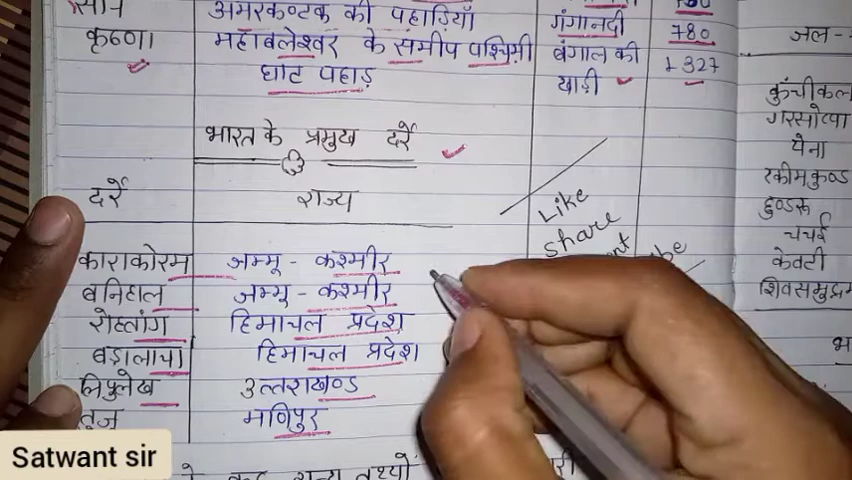 सोन अमरकण्टक की पहाड़ियाँ गंगानदी 780
कृष्णा महाबलेश्वर के समीप पश्चिमी बंगाल की 1327
घाट पहाड़ खाड़ी
जल-
कुंचीकल
गरसोप्पा
येना
रकीमकुण्ड
हुण्डरू
चचई
केवटी
शिवसमुद्रम
भारत के प्रमुख दर्रे
दर्रे राज्य
Like
share
काराकोरम जम्मू - कश्मीर
बनिहाल जम्मू - कश्मीर
रोहतांग हिमाचल प्रदेश
बड़ालाचा हिमाचल प्रदेश
लिपुलेख उत्तराखण्ड
तुजु मणिपुर
Satwant sir